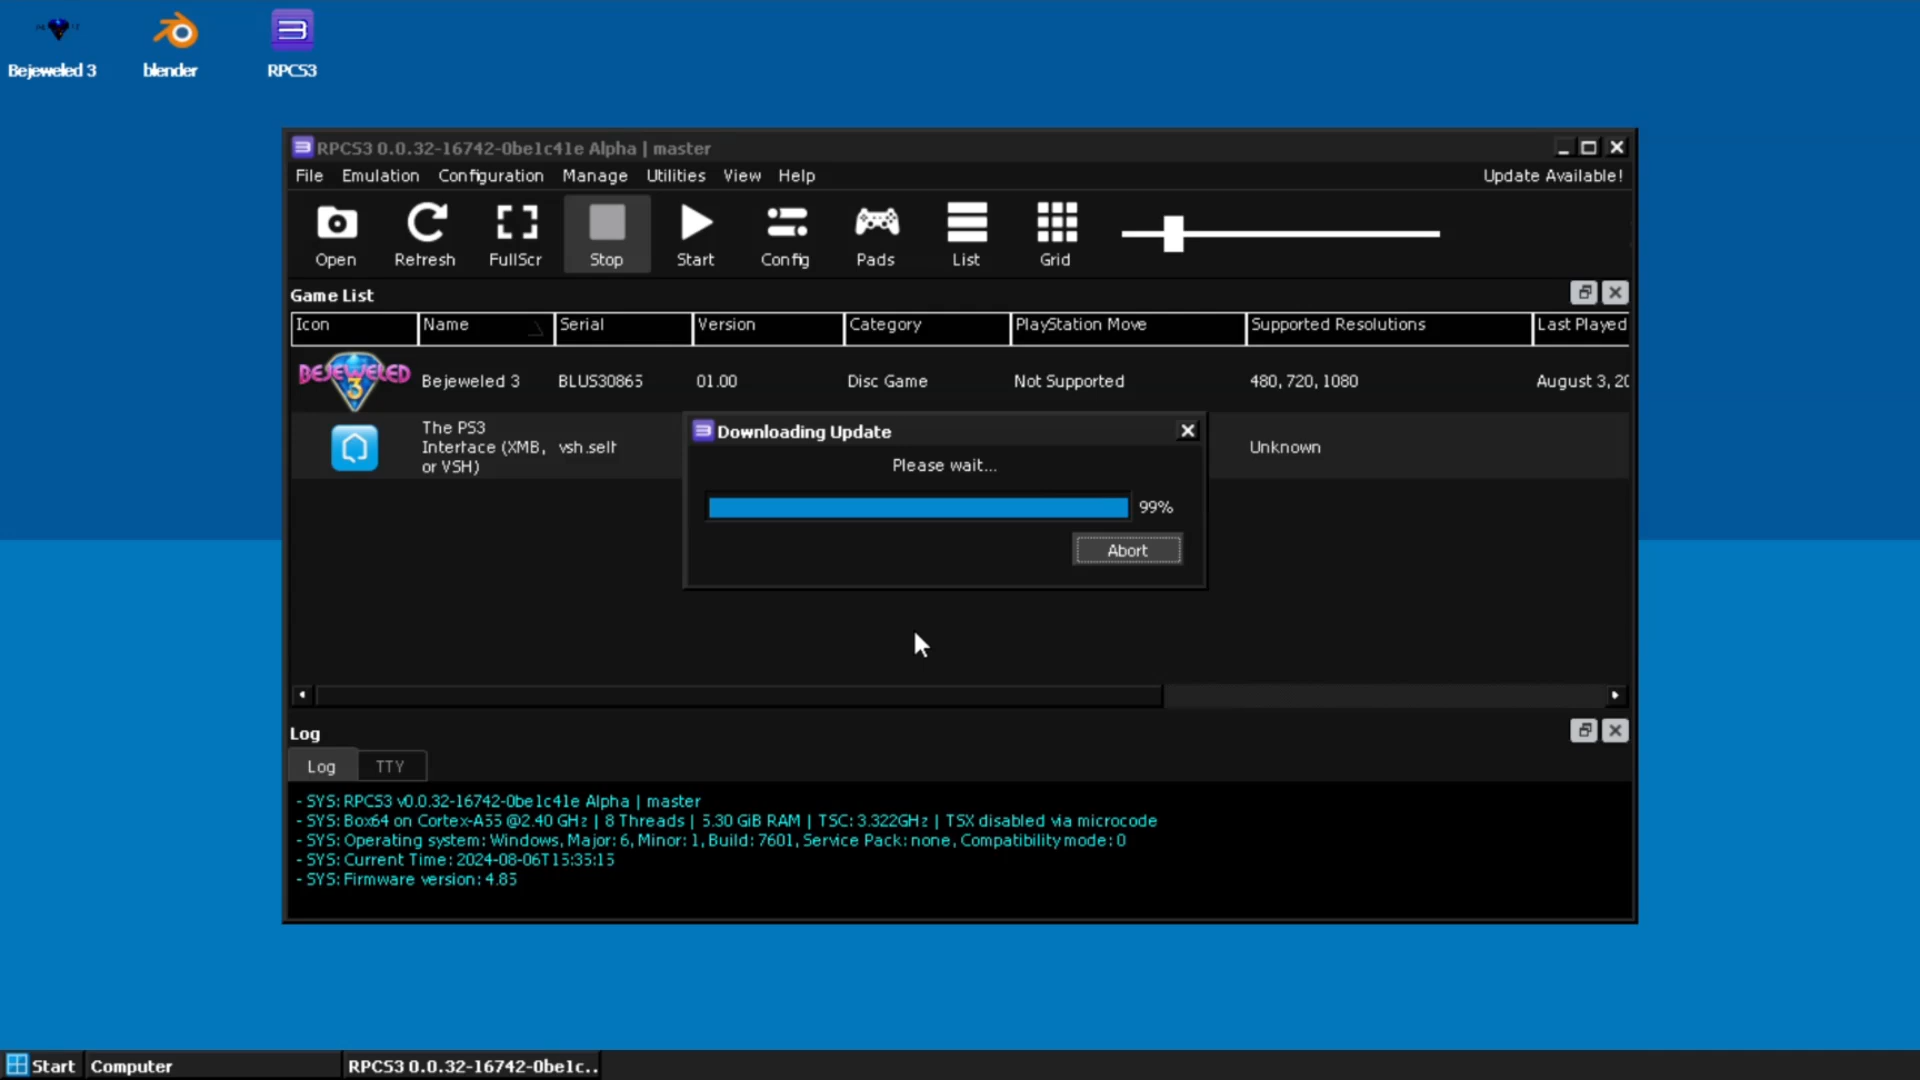 Bejeweled 3
blender
RPCS3
RPCS3 0.0.32-16742-0be1c41e Alpha | master
File Emulation Configuration Manage Utilities View Help Update Available!
Open Refresh FullScr Stop Start Config Pads List Grid
Game List
Icon Name Serial Version Category PlayStation Move Supported Resolutions Last Played
BEJEWELED 3
Bejeweled 3 BLUS30865 01.00 Disc Game Not Supported 480, 720, 1080 August 3, 20
The PS3
Interface (XMB, vsh.self Unknown
or VSH)
Downloading Update
Please wait...
99%
Abort
Log
Log TTY
- SYS: RPCS3 v0.0.32-16742-0be1c41e Alpha | master
- SYS: Box64 on Cortex-A55 @2.40 GHz | 8 Threads | 5.30 GiB RAM | TSC: 3.322GHz | TSX disabled via microcode
- SYS: Operating system: Windows, Major: 6, Minor: 1, Build: 7601, Service Pack: none, Compatibility mode: 0
- SYS: Current Time: 2024-08-06T15:35:15
- SYS: Firmware version: 4.85
Start Computer RPCS3 0.0.32-16742-0be1c..